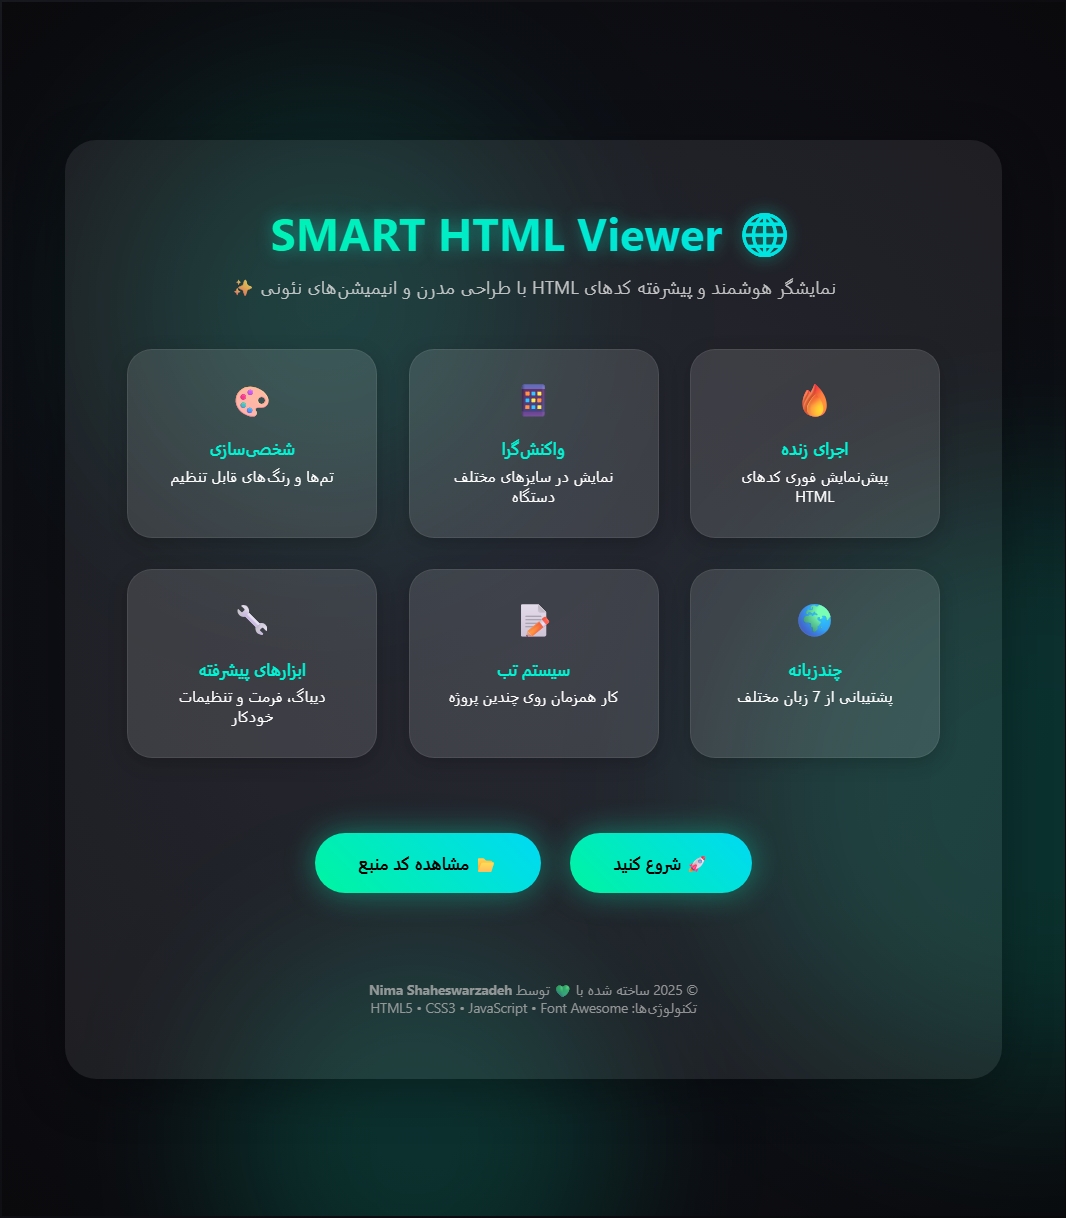 SMART HTML Viewer
نمایشگر هوشمند و پیشرفته کدهای HTML با طراحی مدرن و انیمیشن‌های نئونی ✨
اجرای زنده
پیش‌نمایش فوری کدهای
HTML
واکنش‌گرا
نمایش در سایزهای مختلف
دستگاه
شخصی‌سازی
تم‌ها و رنگ‌های قابل تنظیم
چندزبانه
پشتیبانی از 7 زبان مختلف
سیستم تب
کار همزمان روی چندین پروژه
ابزارهای پیشرفته
دیباگ، فرمت و تنظیمات
خودکار
🚀 شروع کنید
📂 مشاهده کد منبع
© 2025 ساخته شده با 💚 توسط Nima Shaheswarzadeh
تکنولوژی‌ها: HTML5 • CSS3 • JavaScript • Font Awesome